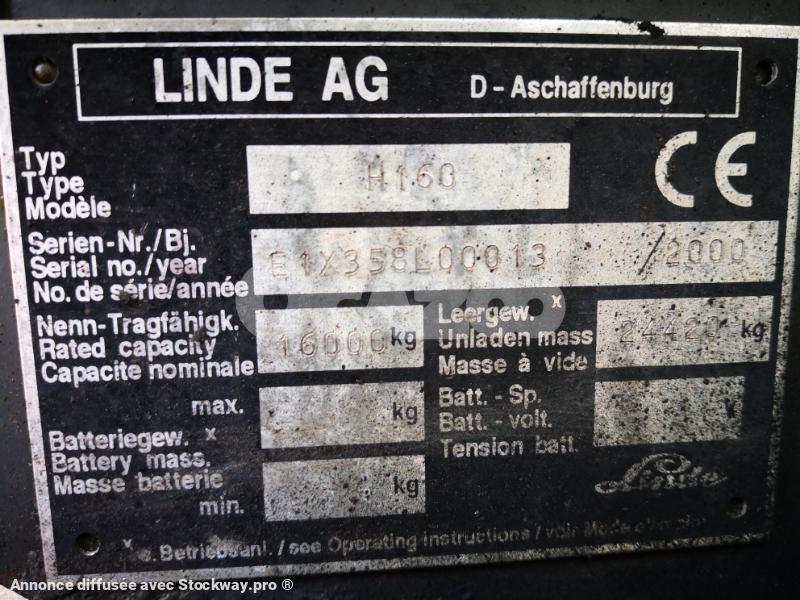 LINDE AG D-Aschaffenburg
Typ
Type H160 CE
Modèle
Serien-Nr./Bj.
Serial no./year E1X358L00013 /2000
No. de série/année
Nenn-Tragfähigk.
Rated capacity 16000 kg
Capacite nominale
Leergew. x
Unladen mass 24420 kg
Masse à vide
max. kg
Batteriegew. x
Battery mass.
Masse batterie kg
min.
Batt. - Sp.
Batt. - volt. V
Tension batt.
Linde
x s. Betriebsanl. / see Operating instructions / voir Mode d'emploi
Annonce diffusée avec Stockway.pro ®